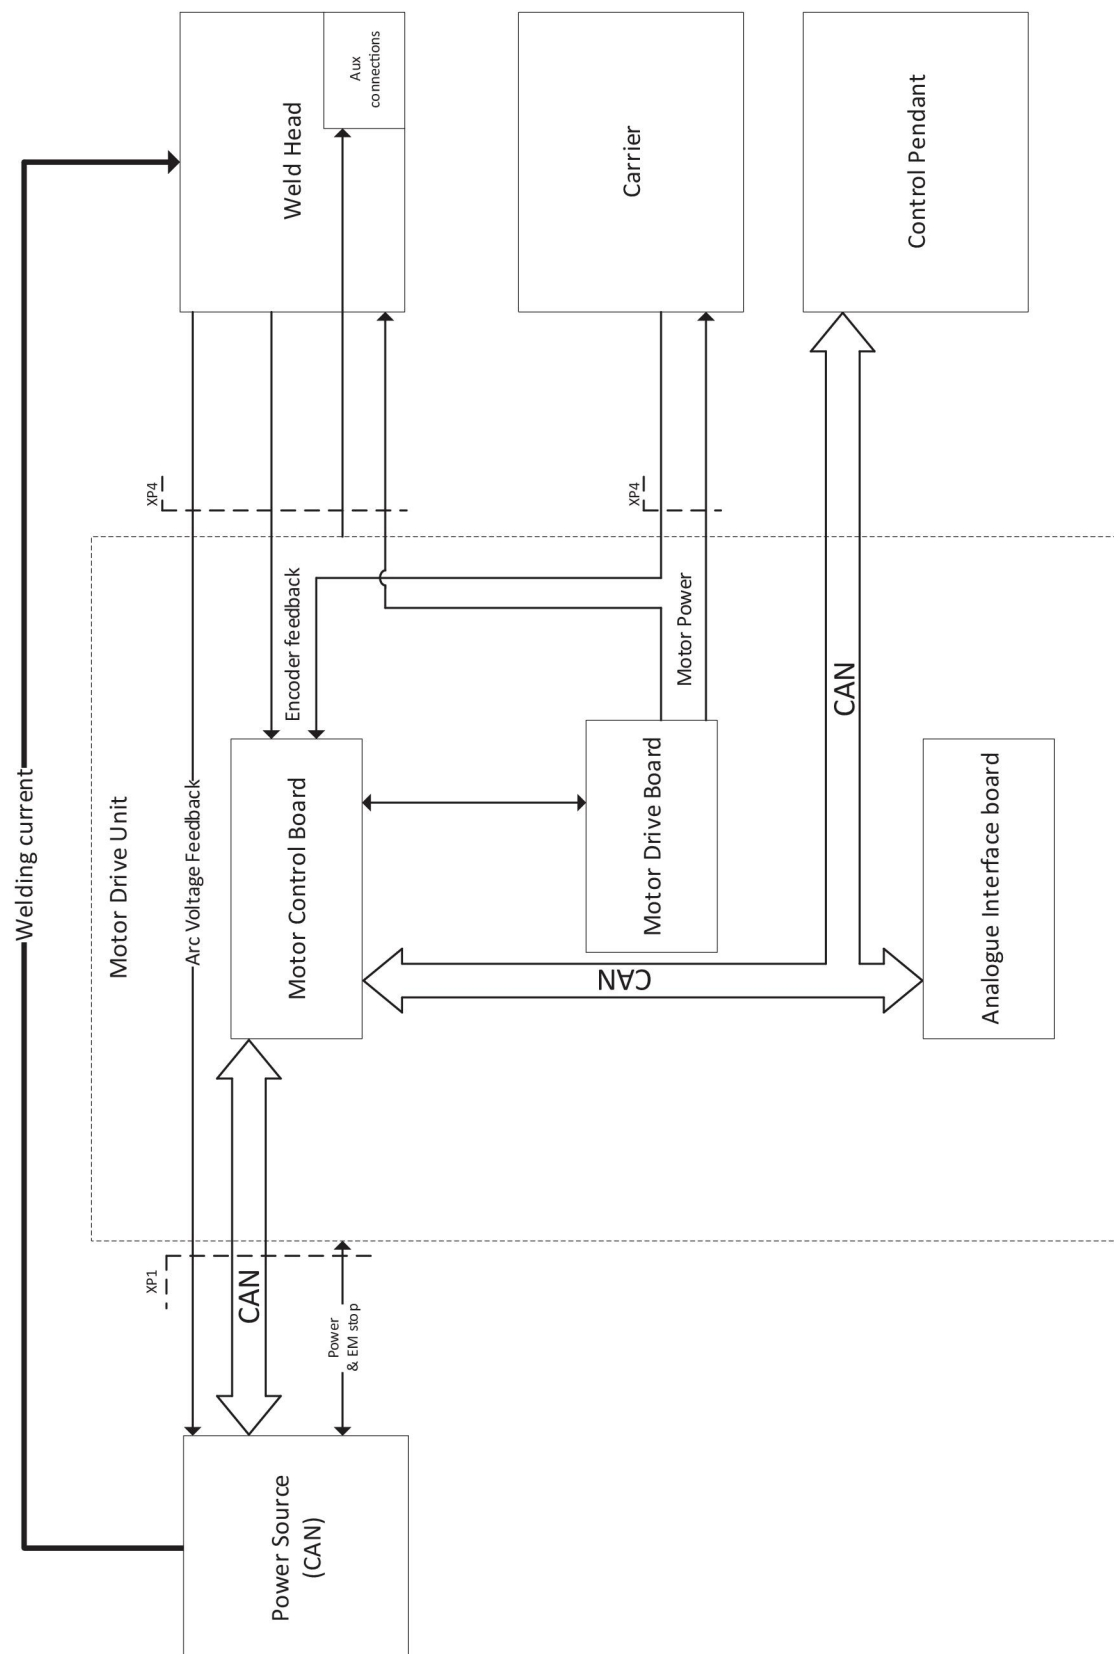 Welding current
Motor Drive Unit
Arc Voltage Feedback
Weld Head
Aux
connections
Carrier
Control Pendant
XP4
XP4
Encoder feedback
Motor Power
Motor Control Board
Motor Drive Board
CAN
CAN
Analogue Interface board
XP1
CAN
Power
& EM stop
Power Source
(CAN)